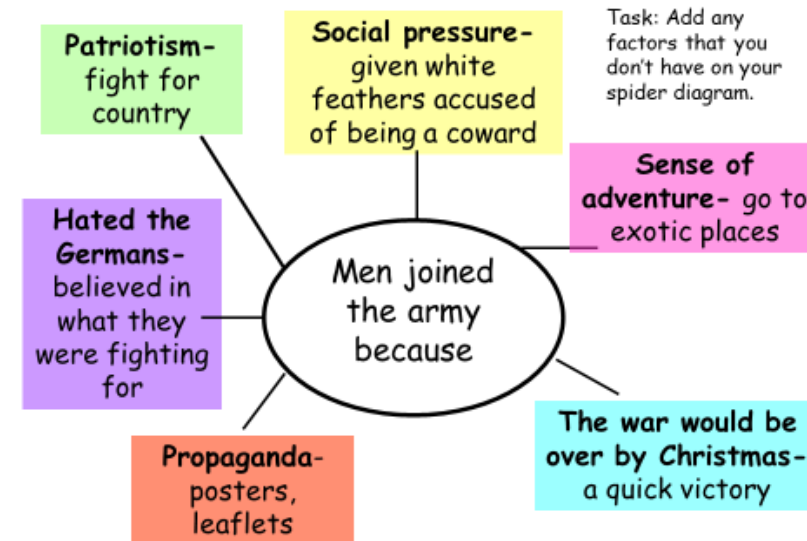 Patriotism-
fight for
country
Social pressure-
given white
feathers accused
of being a coward
Task: Add any
factors that you
don't have on your
spider diagram.
Sense of
adventure- go to
exotic places
Hated the
Germans-
believed in
what they
were fighting
for
Men joined
the army
because
Propaganda-
posters,
leaflets
The war would be
over by Christmas-
a quick victory